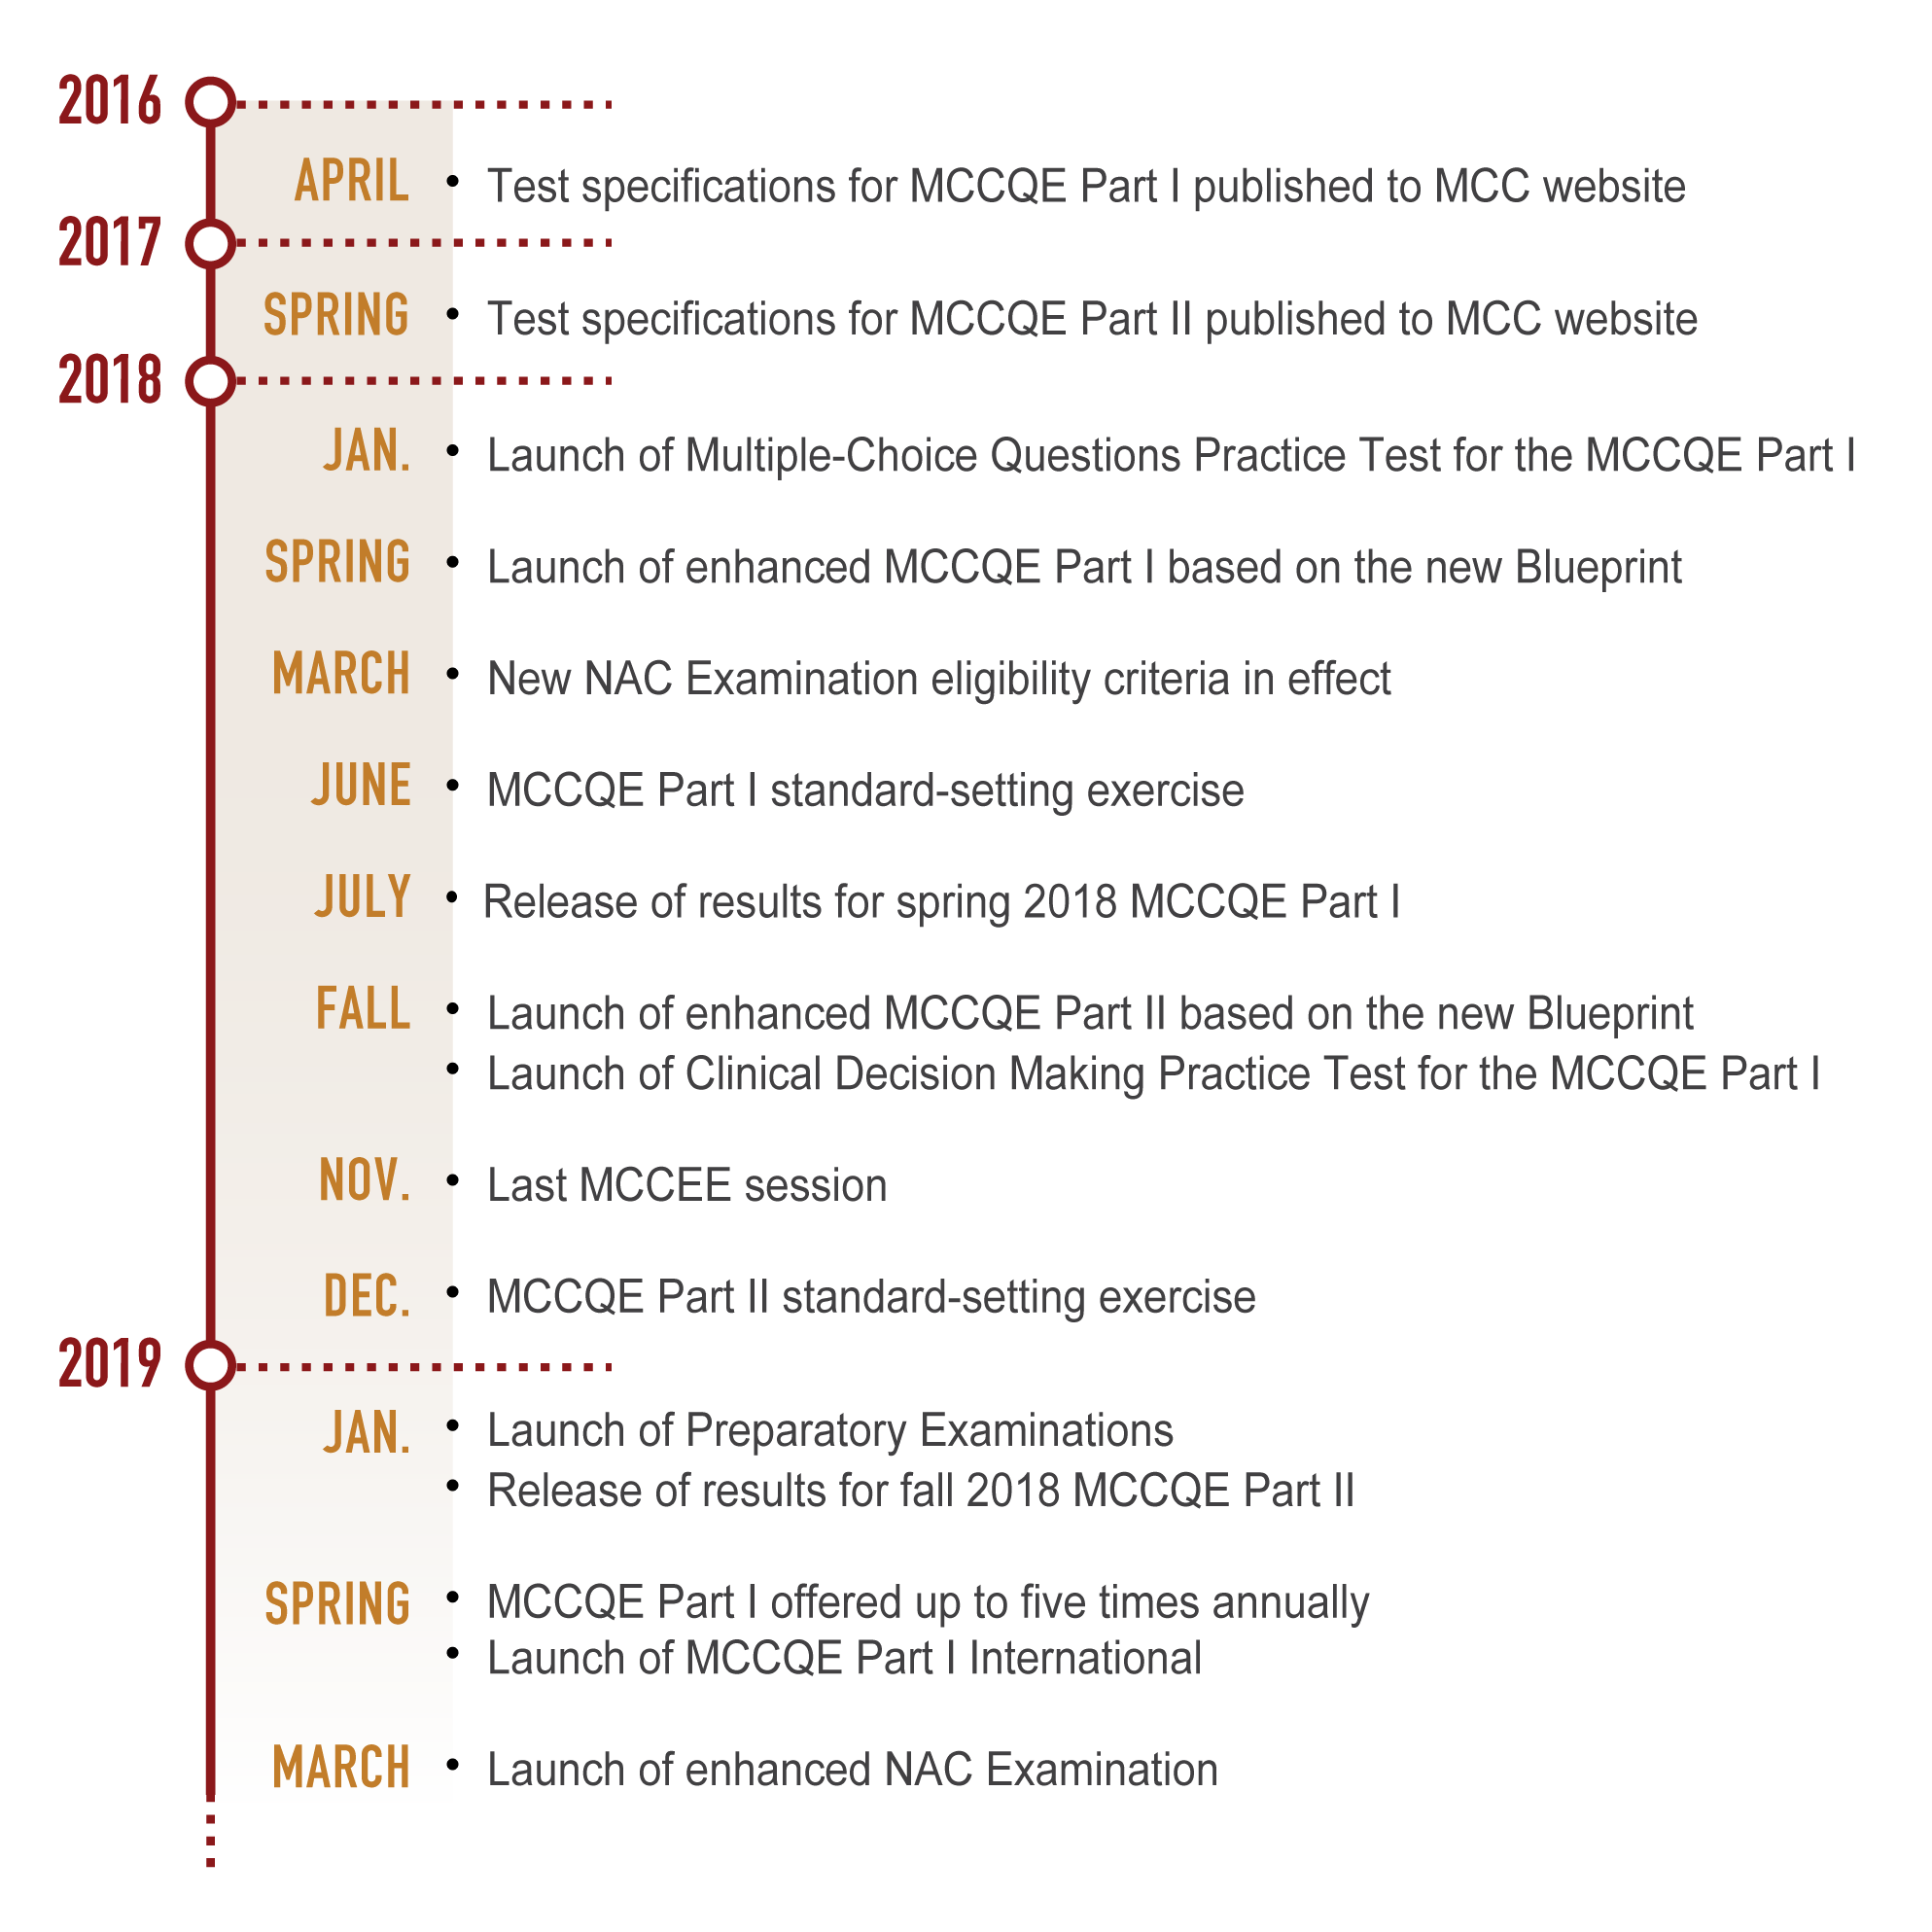 2016
APRIL • Test specifications for MCCQE Part I published to MCC website
2017
SPRING • Test specifications for MCCQE Part II published to MCC website
2018
JAN. • Launch of Multiple-Choice Questions Practice Test for the MCCQE Part I
SPRING • Launch of enhanced MCCQE Part I based on the new Blueprint
MARCH • New NAC Examination eligibility criteria in effect
JUNE • MCCQE Part I standard-setting exercise
JULY • Release of results for spring 2018 MCCQE Part I
FALL • Launch of enhanced MCCQE Part II based on the new Blueprint
• Launch of Clinical Decision Making Practice Test for the MCCQE Part I
NOV. • Last MCCEE session
DEC. • MCCQE Part II standard-setting exercise
2019
JAN. • Launch of Preparatory Examinations
• Release of results for fall 2018 MCCQE Part II
SPRING • MCCQE Part I offered up to five times annually
• Launch of MCCQE Part I International
MARCH • Launch of enhanced NAC Examination